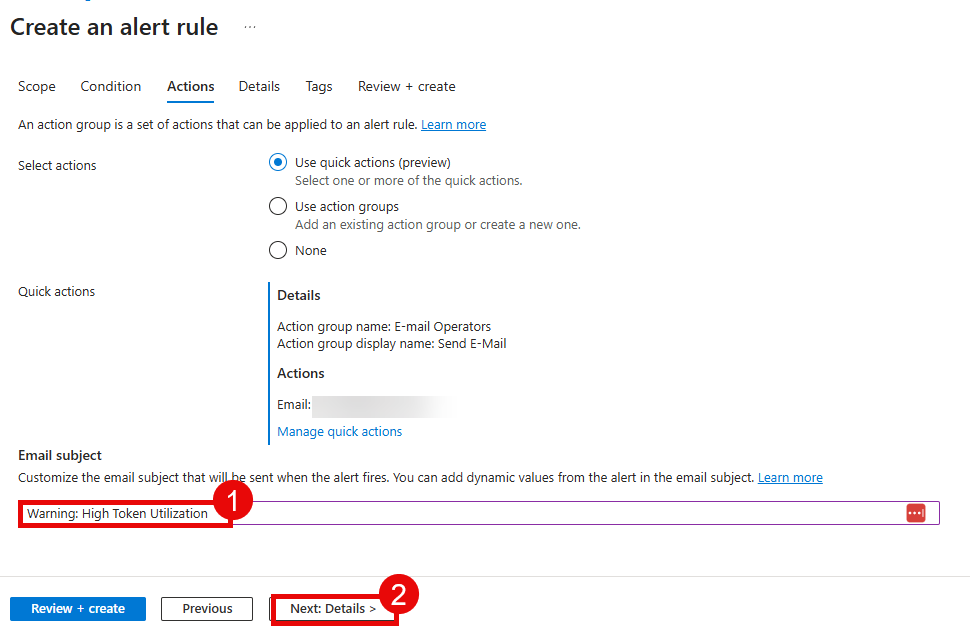 Create an alert rule ...
Scope Condition Actions Details Tags Review + create
An action group is a set of actions that can be applied to an alert rule. Learn more
Select actions
Use quick actions (preview)
Select one or more of the quick actions.
Use action groups
Add an existing action group or create a new one.
None
Quick actions
Details
Action group name: E-mail Operators
Action group display name: Send E-Mail
Actions
Email:
Manage quick actions
Email subject
Customize the email subject that will be sent when the alert fires. You can add dynamic values from the alert in the email subject. Learn more
1
Warning: High Token Utilization
2
Review + create Previous Next: Details >